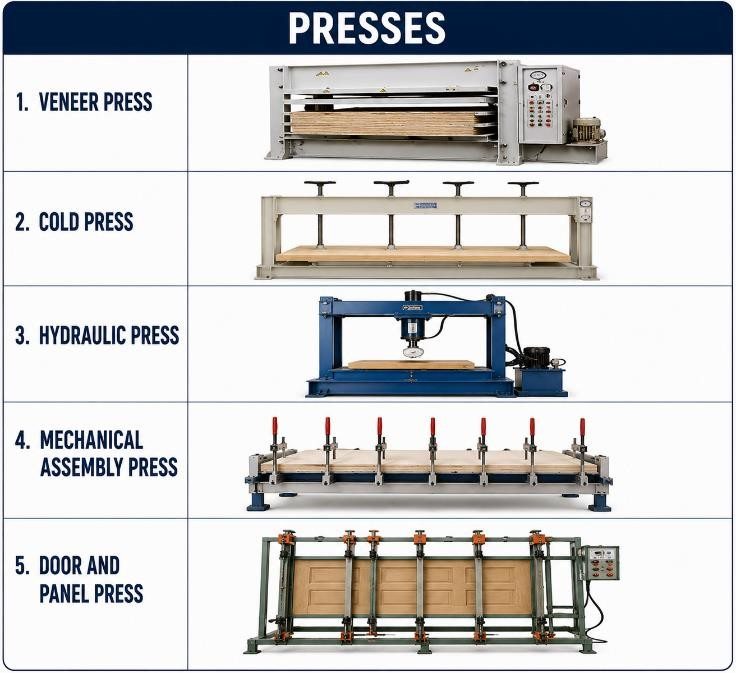 PRESSES
1. VENEER PRESS
2. COLD PRESS
3. HYDRAULIC PRESS
4. MECHANICAL
ASSEMBLY PRESS
5. DOOR AND
PANEL PRESS